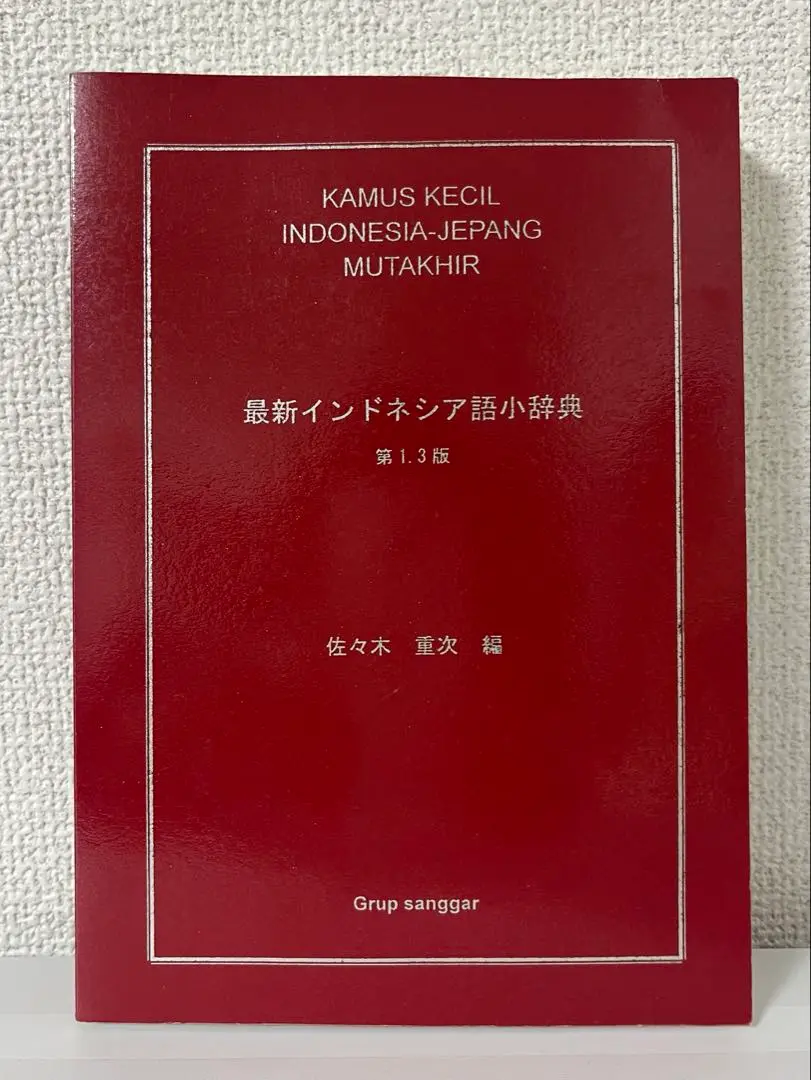 KAMUS KECIL
INDONESIA-JEPANG
MUTAKHIR
最新インドネシア語小辞典
第1.3版
佐々木　重次　編
Grup sanggar